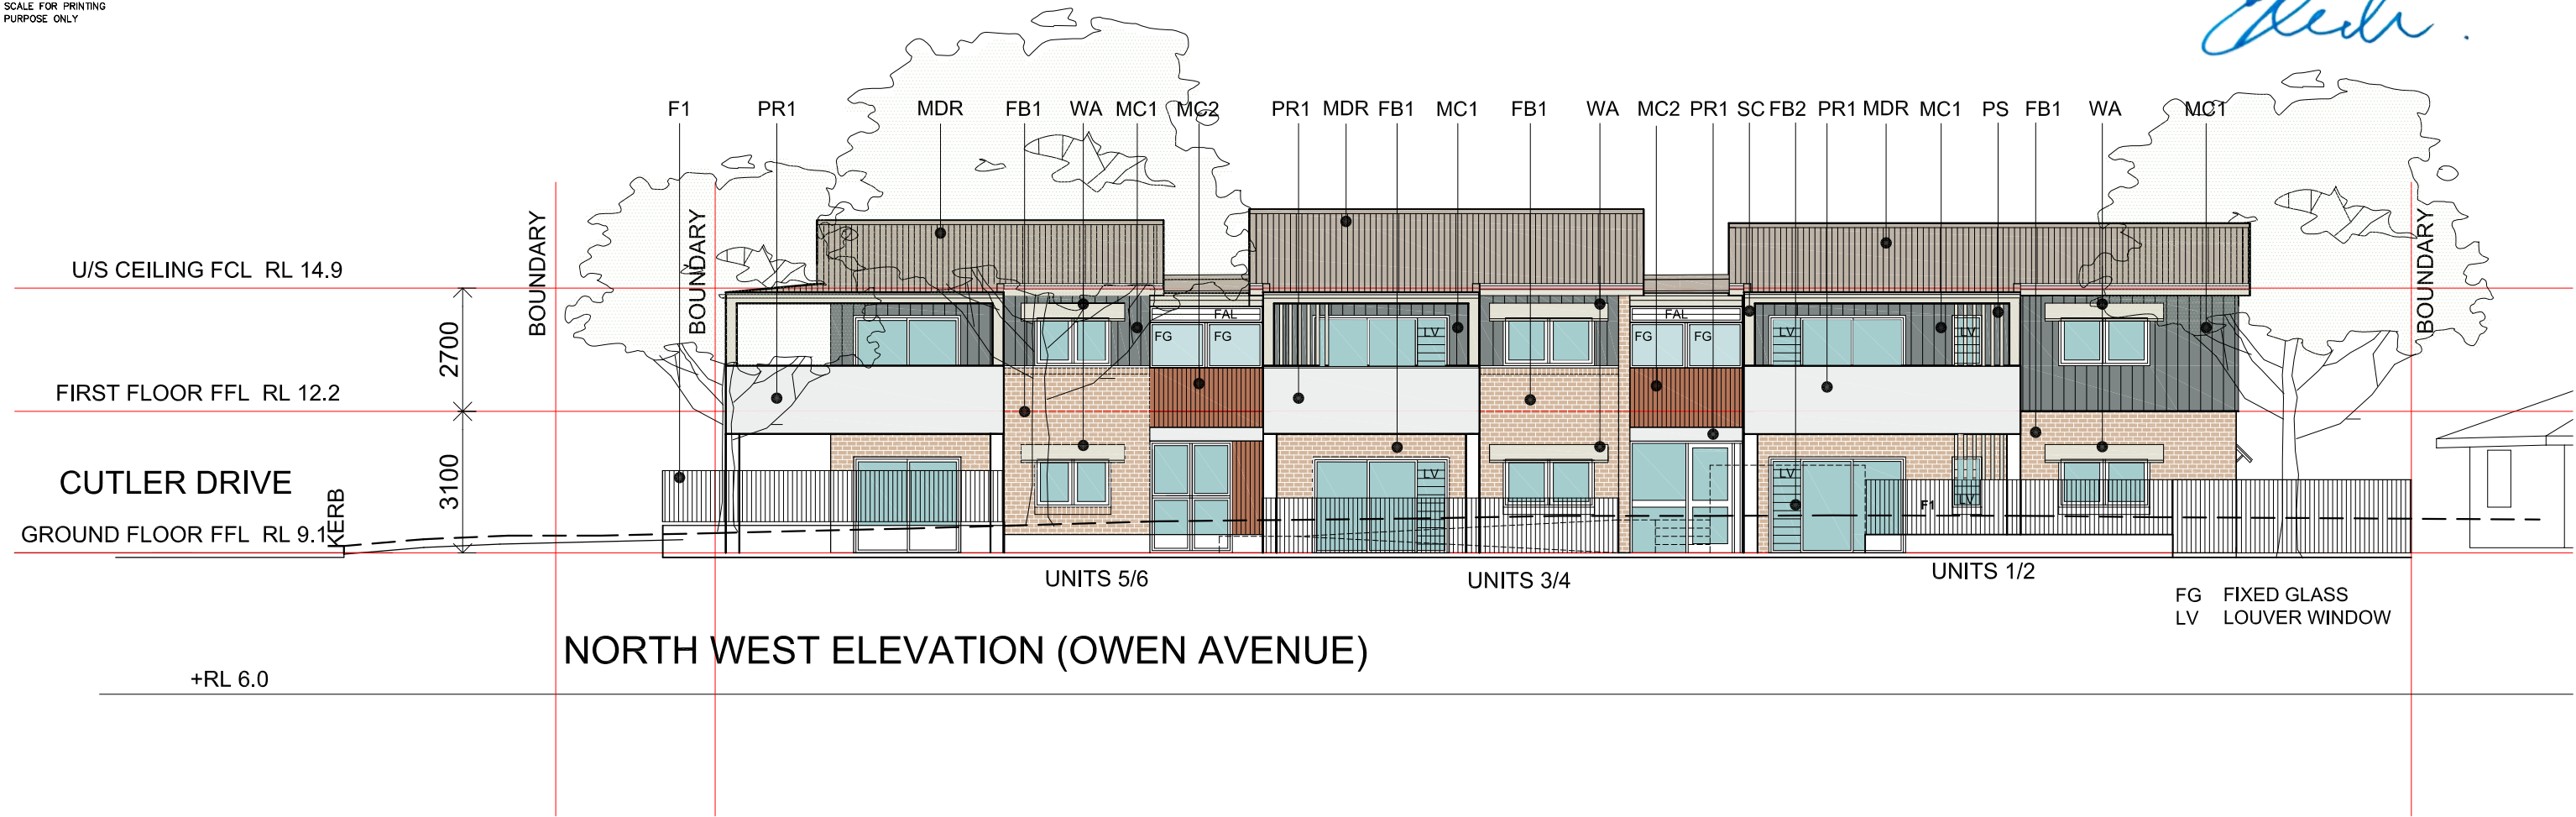 SCALE FOR PRINTING
PURPOSE ONLY
F1 PR1 MDR FB1 WA MC1 MC2 PR1 MDR FB1 MC1 FB1 WA MC2 PR1 SC FB2 PR1 MDR MC1 PS FB1 WA MC1
BOUNDARY
BOUNDARY
BOUNDARY
U/S CEILING FCL RL 14.9
2700
FAL
FAL
FG FG
LV
FG FG
LV
LV
FIRST FLOOR FFL RL 12.2
3100
CUTLER DRIVE
KERB
LV
LV
LV
F1
GROUND FLOOR FFL RL 9.1
UNITS 5/6
UNITS 3/4
UNITS 1/2
FG FIXED GLASS
LV LOUVER WINDOW
NORTH WEST ELEVATION (OWEN AVENUE)
+RL 6.0